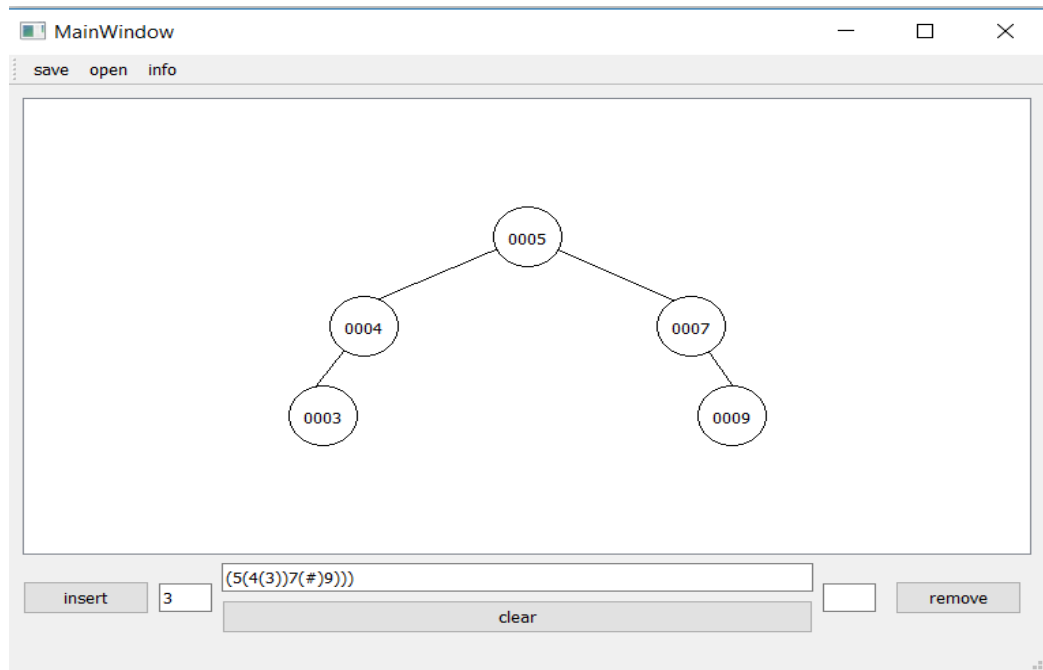 MainWindow
save open info
0005
0004 0007
0003 0009
(5(4(3))7(#)9)))
insert 3 remove
clear